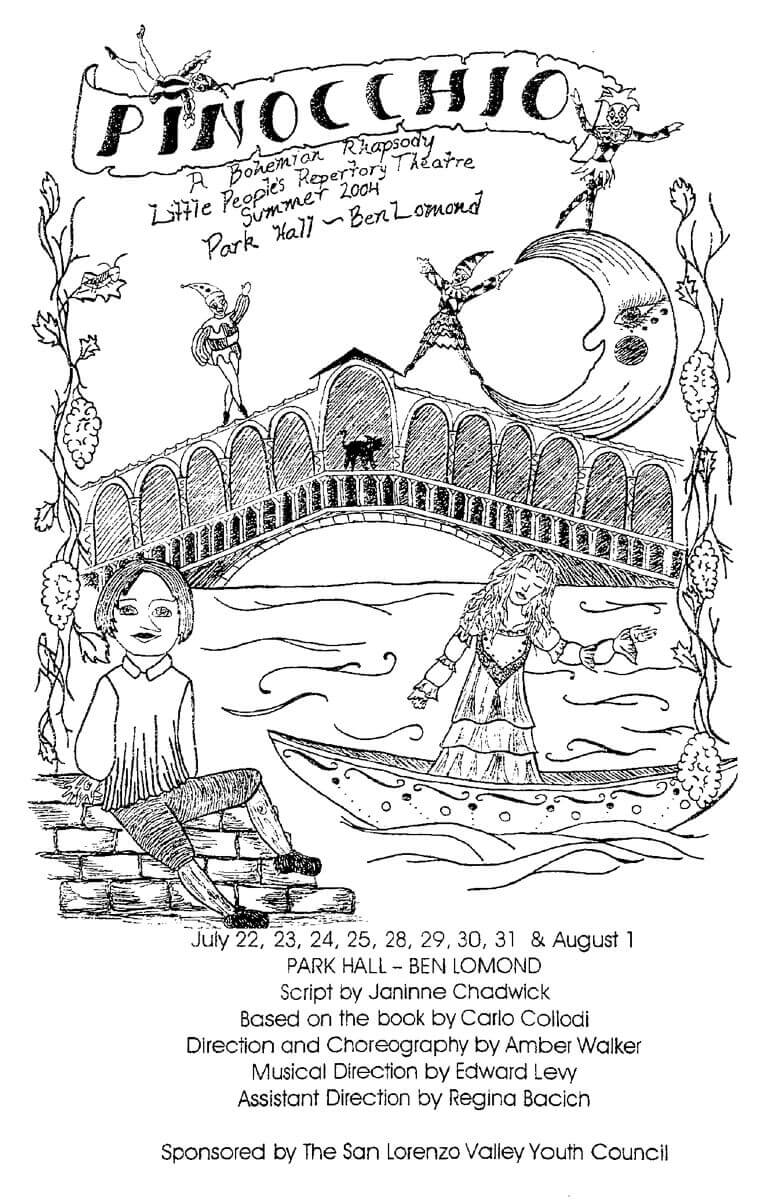 PINOCCHIO
A Bohemian Rhapsody
Little People's Repertory Theatre
Summer 2004
Park Hall ~ Ben Lomond
July 22, 23, 24, 25, 28, 29, 30, 31 & August 1
PARK HALL – BEN LOMOND
Script by Janinne Chadwick
Based on the book by Carlo Collodi
Direction and Choreography by Amber Walker
Musical Direction by Edward Levy
Assistant Direction by Regina Bacich
Sponsored by The San Lorenzo Valley Youth Council